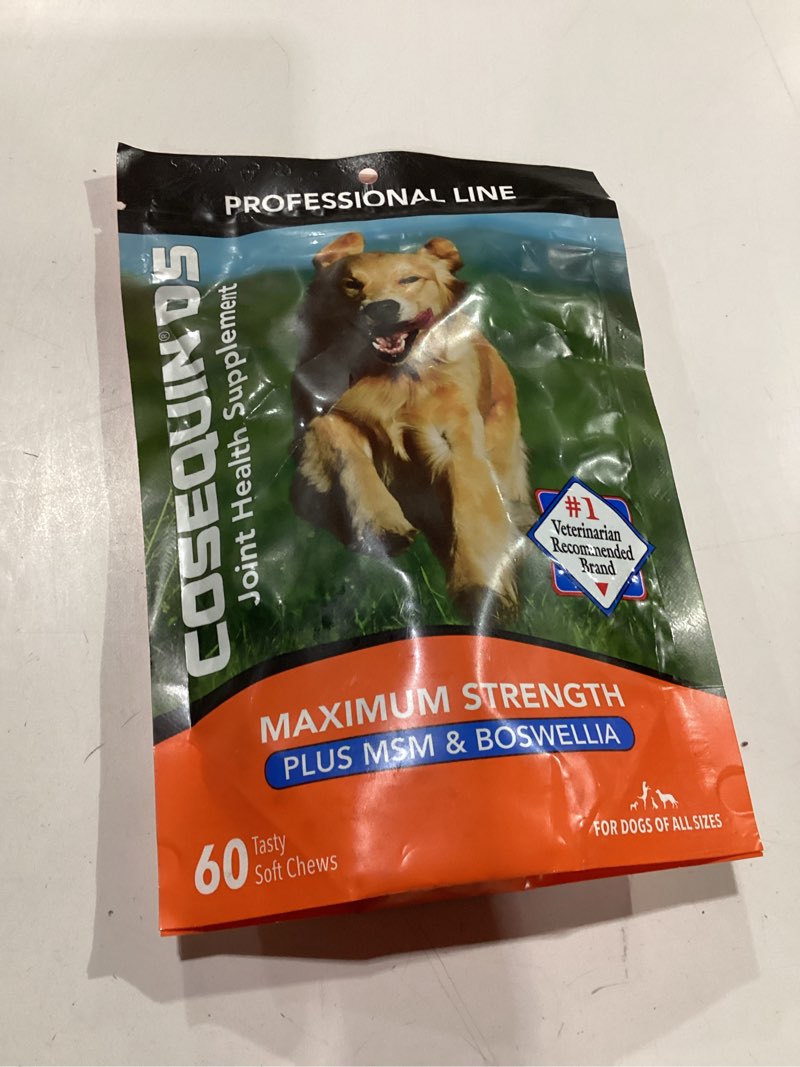 PROFESSIONAL LINE
COSEQUIN® DS
Joint Health Supplement
#1
Veterinarian
Recommended
Brand
MAXIMUM STRENGTH
PLUS MSM & BOSWELLIA
60 Tasty
Soft Chews
FOR DOGS OF ALL SIZES